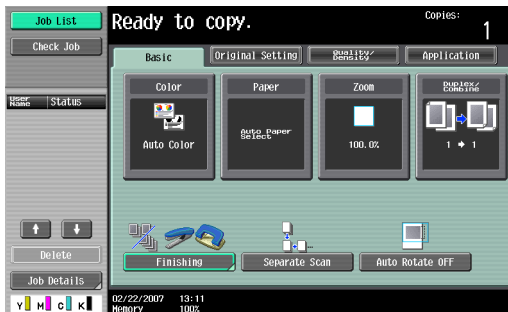 Job List
Check Job
User Name
Status
Delete
Job Details
Y M C K
Ready to copy.
Copies:
1
Basic
Original Setting
Quality/
Density
Application
Color
Auto Color
Paper
Auto Paper
Select
Zoom
100.0%
Duplex/
Combine
1 → 1
Finishing
Separate Scan
Auto Rotate OFF
02/22/2007 13:11
Memory 100%